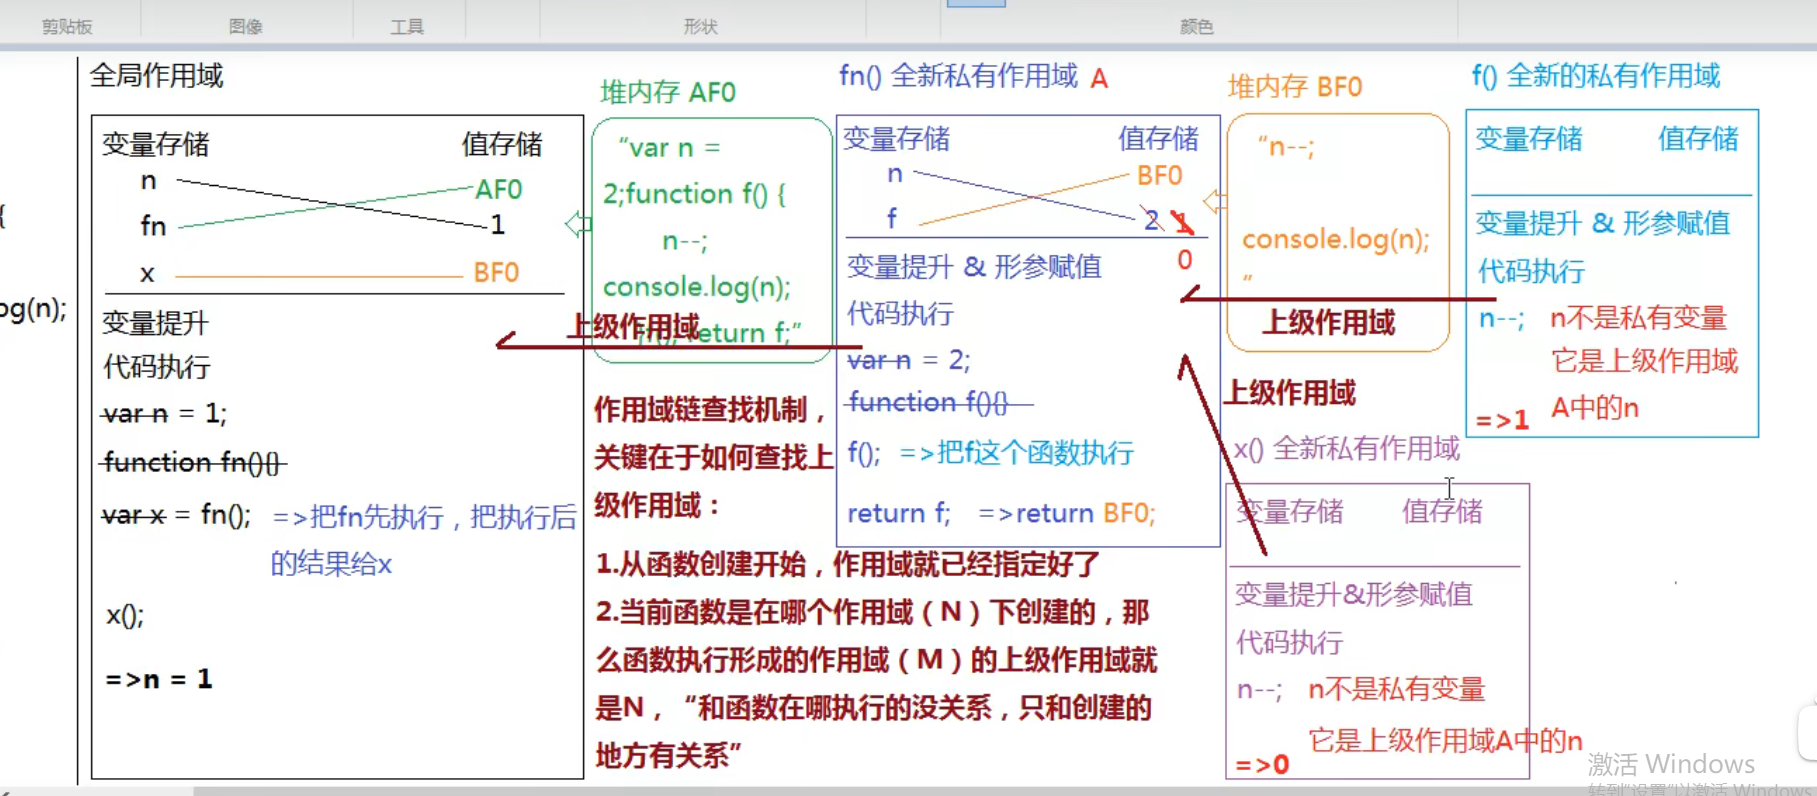 剪贴板
图像
工具
形状
颜色
{
og(n);
全局作用域
变量存储 值存储
n AF0
fn 1
x BF0
变量提升
代码执行
var n = 1;
function fn(){}
var x = fn(); =>把fn先执行，把执行后
的结果给x
x();
=>n = 1
堆内存 AF0
“var n =
2;function f() {
n--;
console.log(n);
return f;”
上级作用域
作用域链查找机制，
关键在于如何查找上
级作用域：
1.从函数创建开始，作用域就已经指定好了
2.当前函数是在哪个作用域（N）下创建的，那
么函数执行形成的作用域（M）的上级作用域就
是N，“和函数在哪执行的没关系，只和创建的
地方有关系”
fn() 全新私有作用域 A
变量存储 值存储
n BF0
f 2 1
0
变量提升 & 形参赋值
代码执行
var n = 2;
function f(){}
f(); =>把f这个函数执行
return f; =>return BF0;
堆内存 BF0
“n--;
console.log(n);
”
上级作用域
上级作用域
f() 全新的私有作用域
变量存储 值存储
变量提升 & 形参赋值
代码执行
n--; n不是私有变量
它是上级作用域
A中的n
=>1
x() 全新私有作用域
变量存储 值存储
变量提升&形参赋值
代码执行
n--; n不是私有变量
它是上级作用域A中的n
=>0
激活 Windows
转到“设置”以激活 Windows